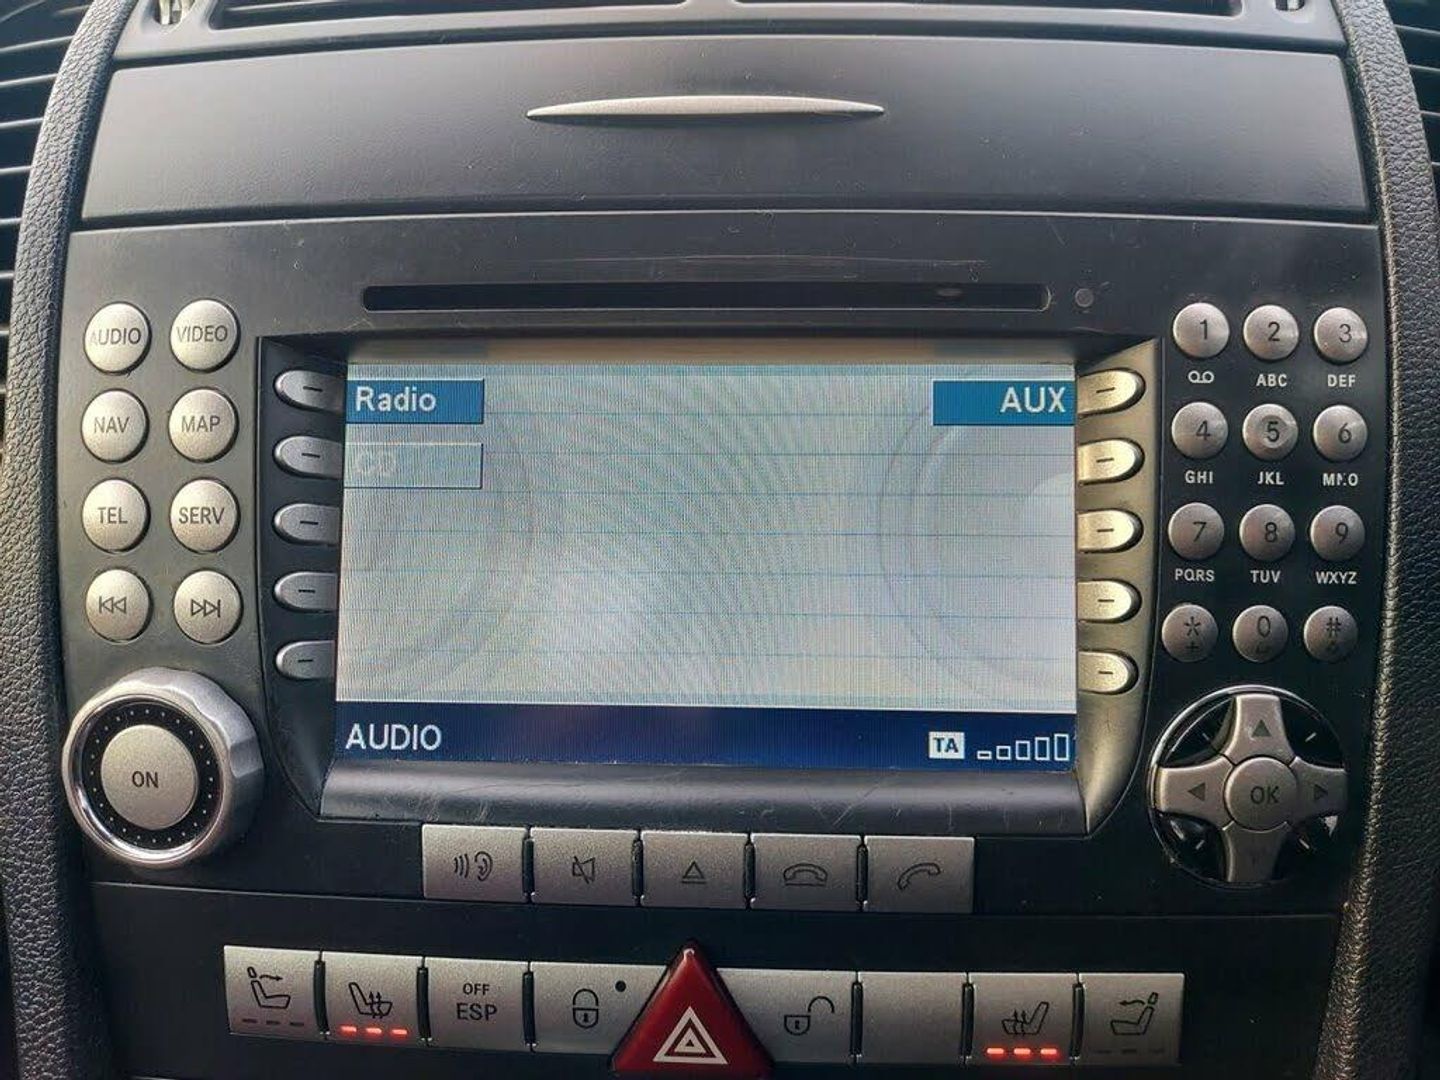 AUDIO VIDEO
NAV MAP
TEL SERV
ON
Radio
AUX
CD
AUDIO
TA
1 2 3
ABC DEF
4 5 6
GHI JKL MNO
7 8 9
PQRS TUV WXYZ
* 0 #
+
OK
OFF
ESP